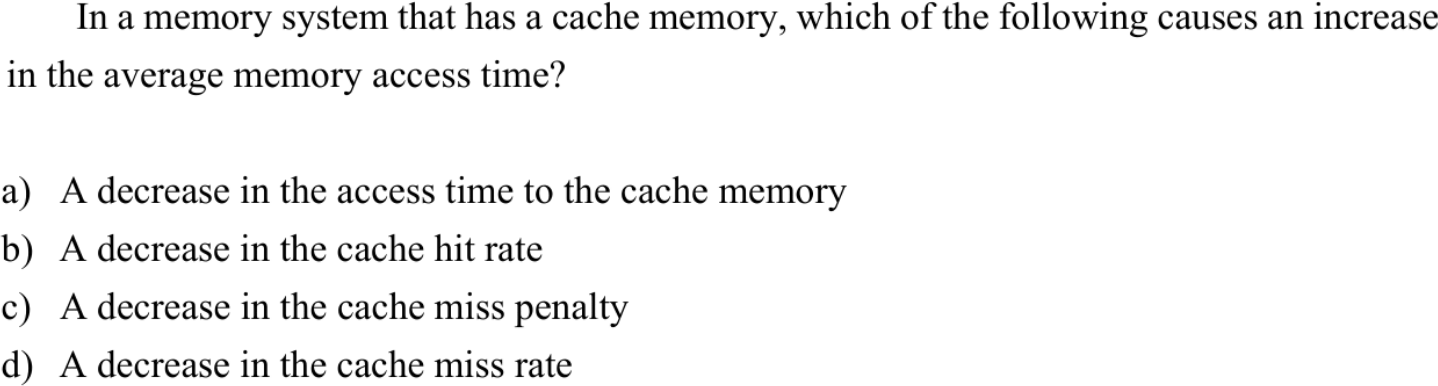 In a memory system that has a cache memory, which of the following causes an increase
in the average memory access time?
a) A decrease in the access time to the cache memory
b) A decrease in the cache hit rate
c) A decrease in the cache miss penalty
d) A decrease in the cache miss rate